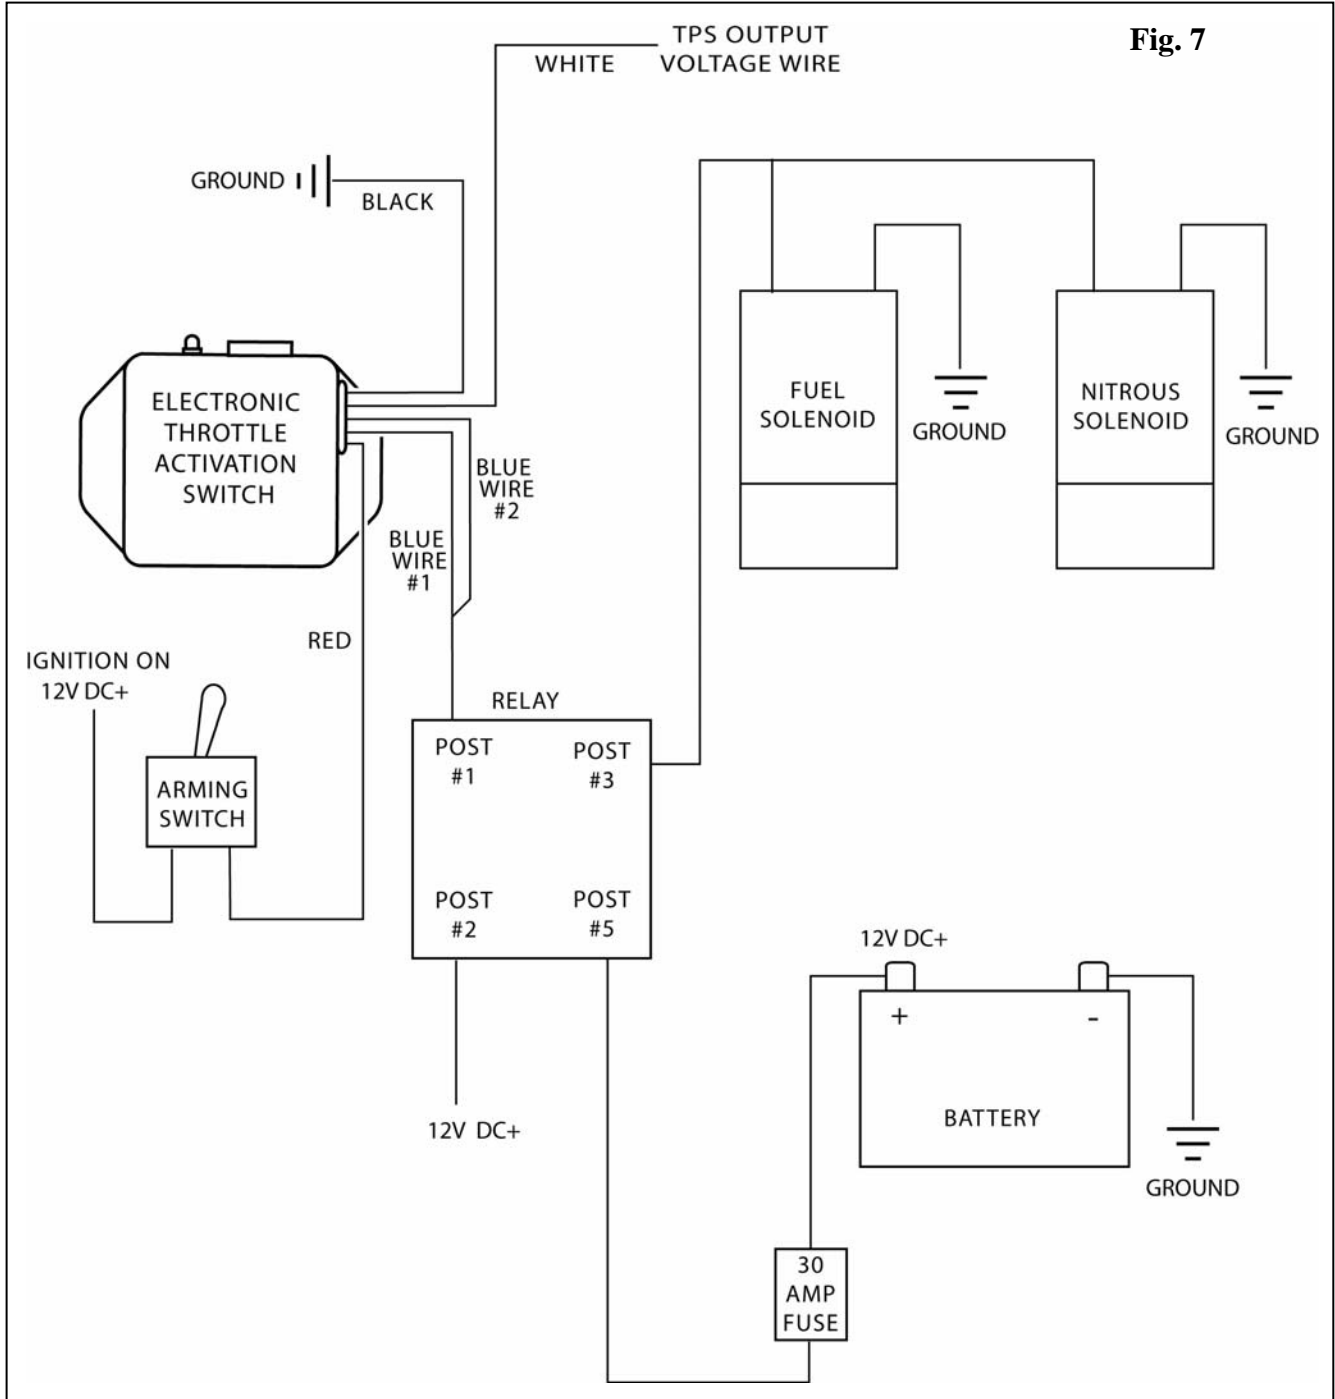 Fig. 7
TPS OUTPUT
VOLTAGE WIRE
WHITE
GROUND
BLACK
ELECTRONIC
THROTTLE
ACTIVATION
SWITCH
FUEL
SOLENOID
GROUND
NITROUS
SOLENOID
GROUND
BLUE
WIRE
#2
BLUE
WIRE
#1
RED
IGNITION ON
12V DC+
ARMING
SWITCH
RELAY
POST
#1
POST
#3
POST
#2
POST
#5
12V DC+
12V DC+
+
-
BATTERY
GROUND
30
AMP
FUSE